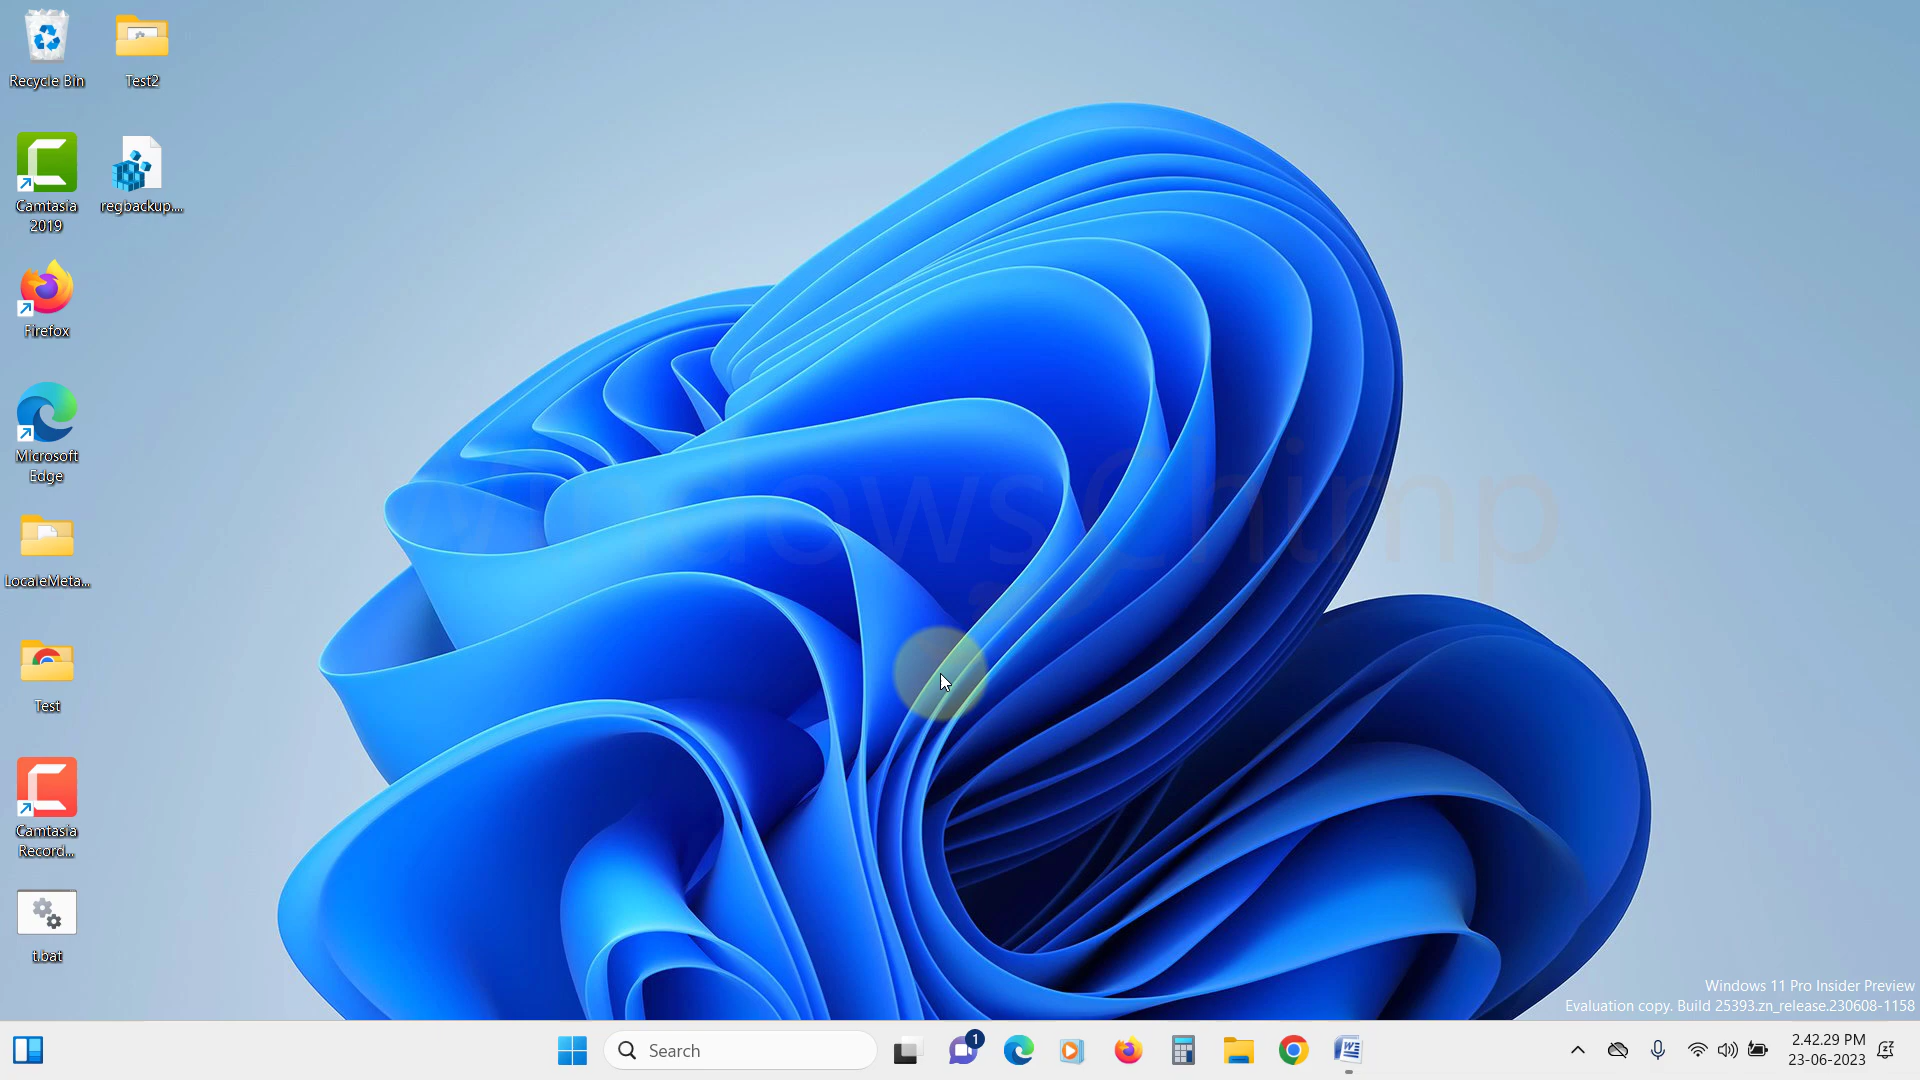 Recycle Bin
Test2
Camtasia
2019
regbackup....
Firefox
Microsoft
Edge
LocaleMeta...
Test
Camtasia
Record...
t.bat
WindowsChimp
Windows 11 Pro Insider Preview
Evaluation copy. Build 25393.zn_release.230608-1158
Search
1
2.42.29 PM
23-06-2023